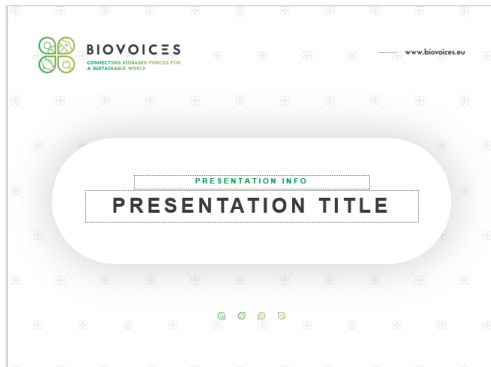 BIOVOICES
CONNECTING BIOBASED FORCES FOR
A SUSTAINABLE WORLD
www.biovoices.eu
PRESENTATION INFO
PRESENTATION TITLE